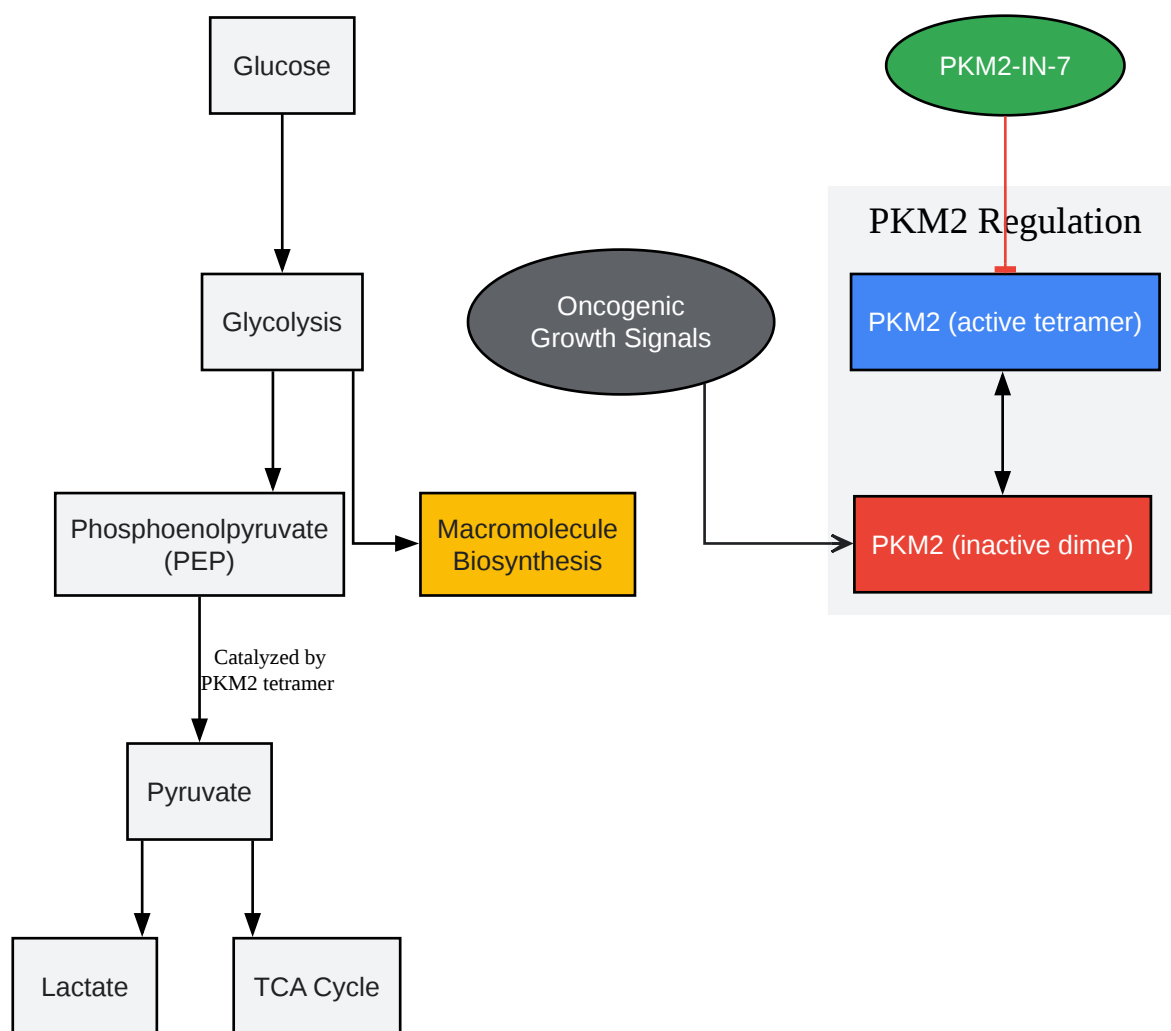 Glucose
PKM2-IN-7
PKM2 Regulation
Glycolysis
Oncogenic
Growth Signals
PKM2 (active tetramer)
Phosphoenolpyruvate
(PEP)
Macromolecule
Biosynthesis
PKM2 (inactive dimer)
Catalyzed by
PKM2 tetramer
Pyruvate
Lactate
TCA Cycle